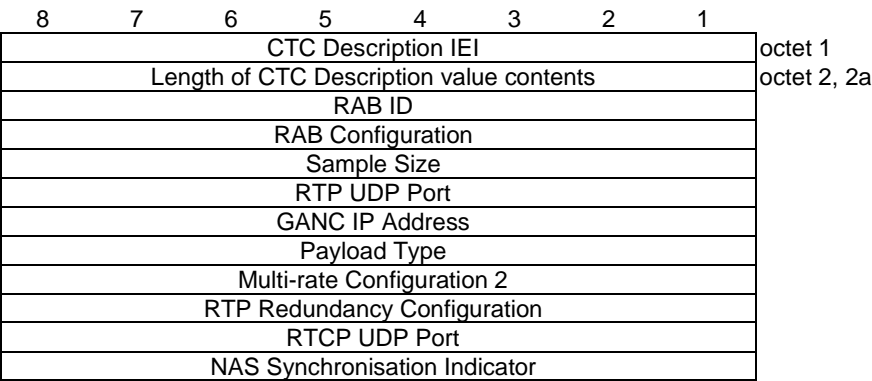 8 7 6 5 4 3 2 1
CTC Description IEI octet 1
Length of CTC Description value contents octet 2, 2a
RAB ID
RAB Configuration
Sample Size
RTP UDP Port
GANC IP Address
Payload Type
Multi-rate Configuration 2
RTP Redundancy Configuration
RTCP UDP Port
NAS Synchronisation Indicator